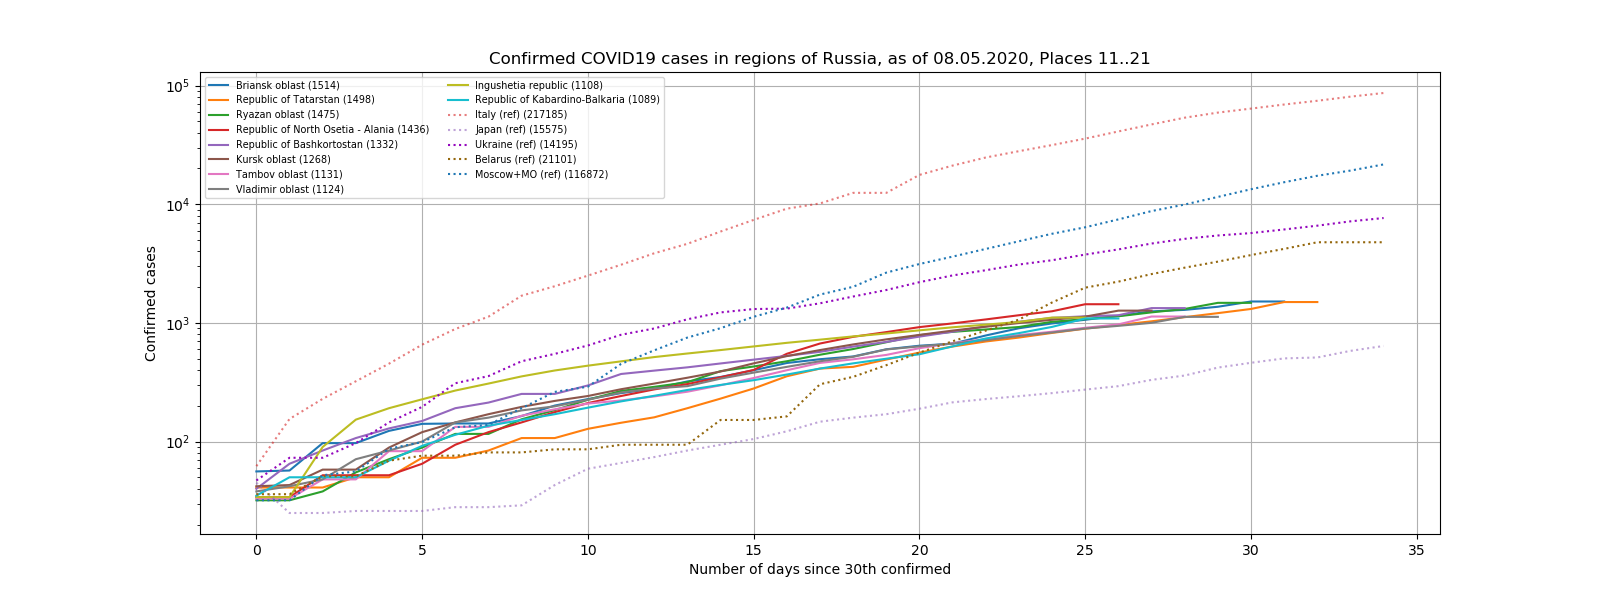 Confirmed COVID19 cases in regions of Russia, as of 08.05.2020, Places 11..21
Briansk oblast (1514)
Republic of Tatarstan (1498)
Ryazan oblast (1475)
Republic of North Osetia - Alania (1436)
Republic of Bashkortostan (1332)
Kursk oblast (1268)
Tambov oblast (1131)
Vladimir oblast (1124)
Ingushetia republic (1108)
Republic of Kabardino-Balkaria (1089)
Italy (ref) (217185)
Japan (ref) (15575)
Ukraine (ref) (14195)
Belarus (ref) (21101)
Moscow+MO (ref) (116872)
Confirmed cases
10⁵
10⁴
10³
10²
0 5 10 15 20 25 30 35
Number of days since 30th confirmed